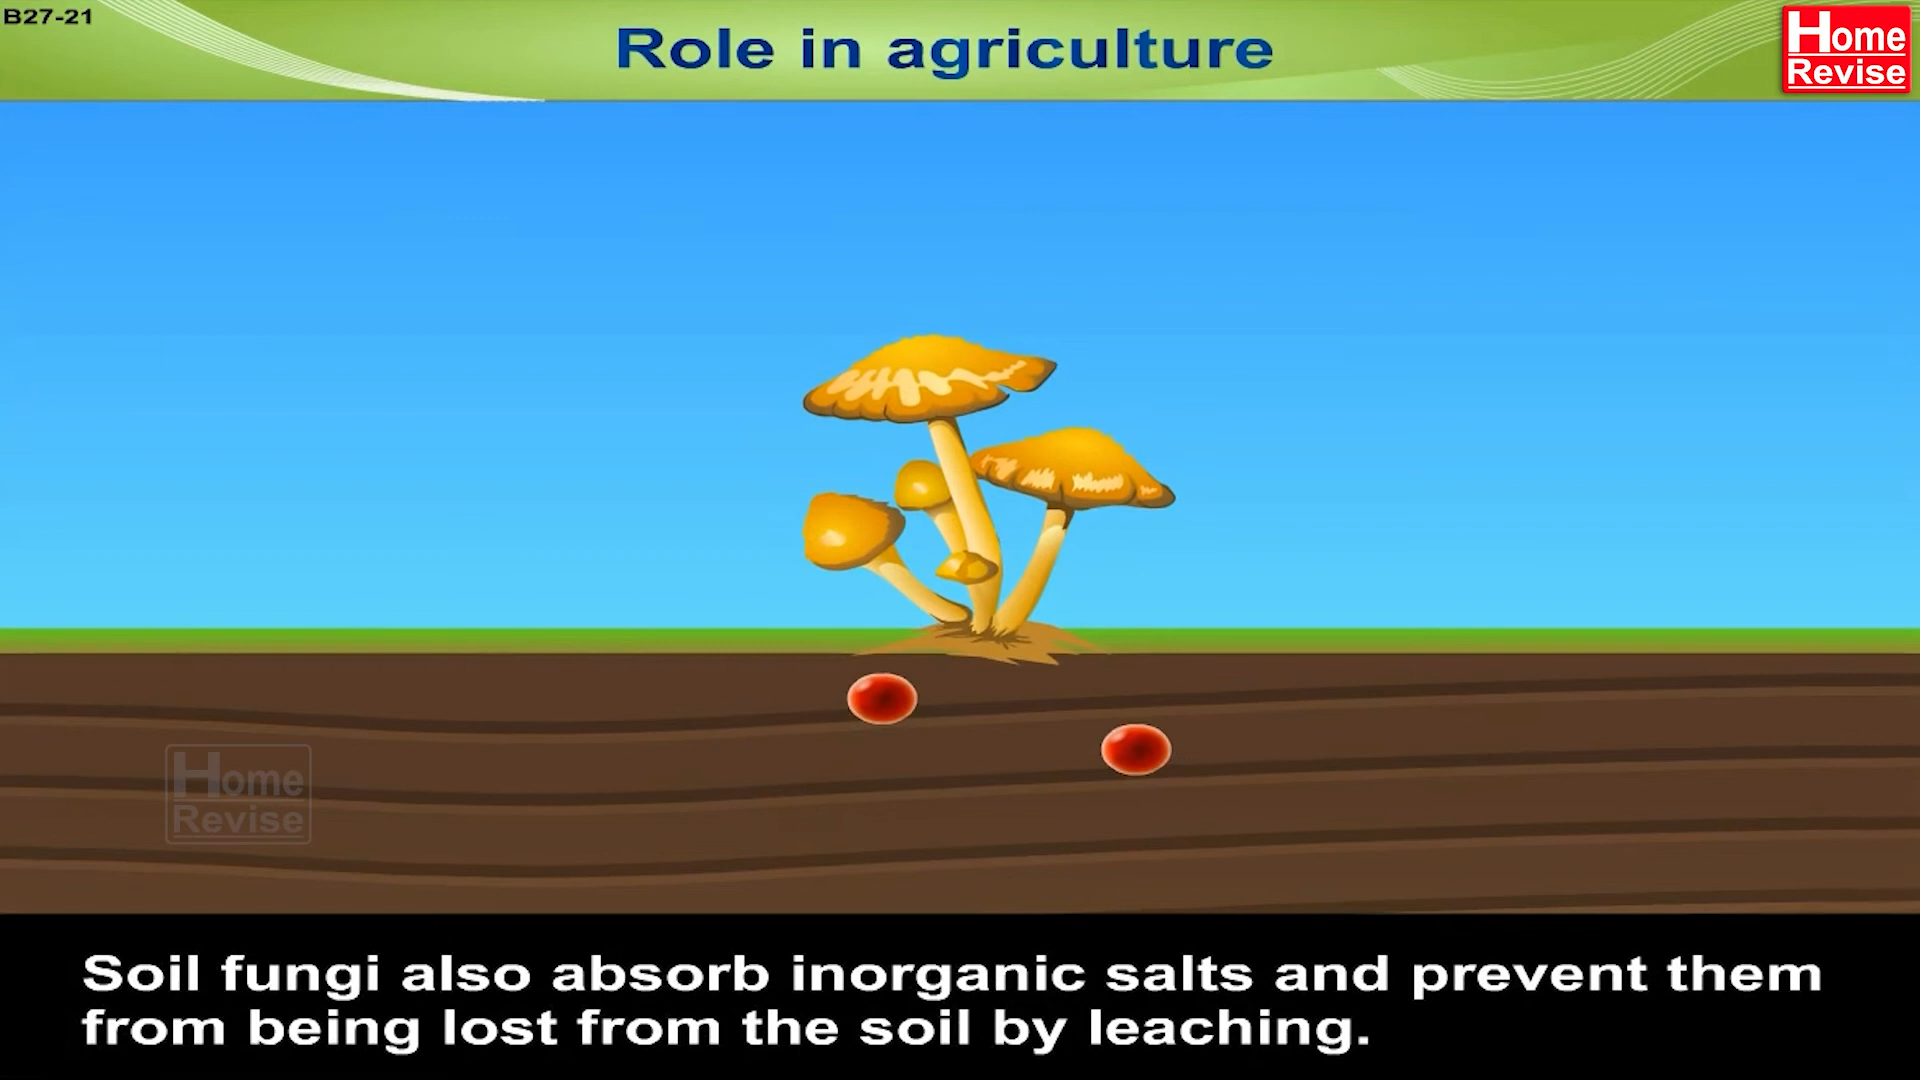 B27-21
Role in agriculture
Home
Revise
Home
Revise
Soil fungi also absorb inorganic salts and prevent them
from being lost from the soil by leaching.